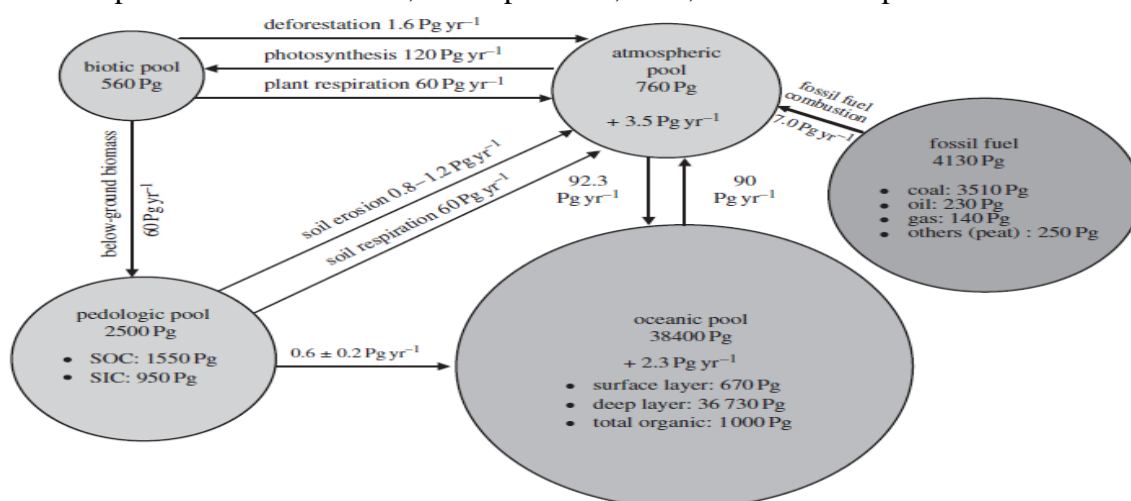 deforestation 1.6 Pg yr⁻¹
photosynthesis 120 Pg yr⁻¹
plant respiration 60 Pg yr⁻¹
biotic pool
560 Pg
atmospheric
pool
760 Pg
+ 3.5 Pg yr⁻¹
fossil fuel
combustion
7.0 Pg yr⁻¹
fossil fuel
4130 Pg
• coal: 3510 Pg
• oil: 230 Pg
• gas: 140 Pg
• others (peat) : 250 Pg
below-ground biomass
60 Pg yr⁻¹
soil erosion 0.8–1.2 Pg yr⁻¹
soil respiration 60 Pg yr⁻¹
92.3
Pg yr⁻¹
90
Pg yr⁻¹
pedologic pool
2500 Pg
• SOC: 1550 Pg
• SIC: 950 Pg
0.6 ± 0.2 Pg yr⁻¹
oceanic pool
38400 Pg
+ 2.3 Pg yr⁻¹
• surface layer: 670 Pg
• deep layer: 36 730 Pg
• total organic: 1000 Pg